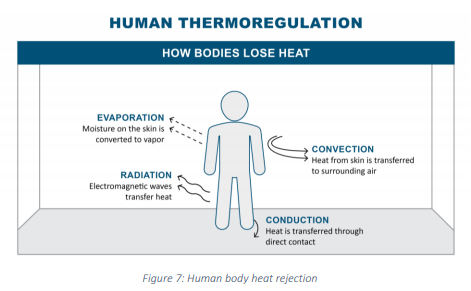 HUMAN THERMOREGULATION
HOW BODIES LOSE HEAT
EVAPORATION
Moisture on the skin is
converted to vapor
CONVECTION
Heat from skin is transferred
to surrounding air
RADIATION
Electromagnetic waves
transfer heat
CONDUCTION
Heat is transferred through
direct contact
Figure 7: Human body heat rejection